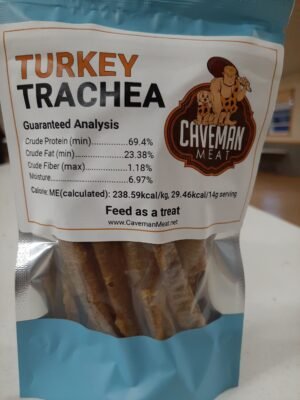 TURKEY
TRACHEA
Guaranteed Analysis
Crude Protein (min)....................69.4%
Crude Fat (min)........................23.38%
Crude Fiber (max)......................1.18%
Moisture...............................6.97%
Calorie: ME(calculated): 238.59kcal/kg, 29.46kcal/14g serving
Feed as a treat
www.CavemanMeat.net
CAVEMAN
MEAT